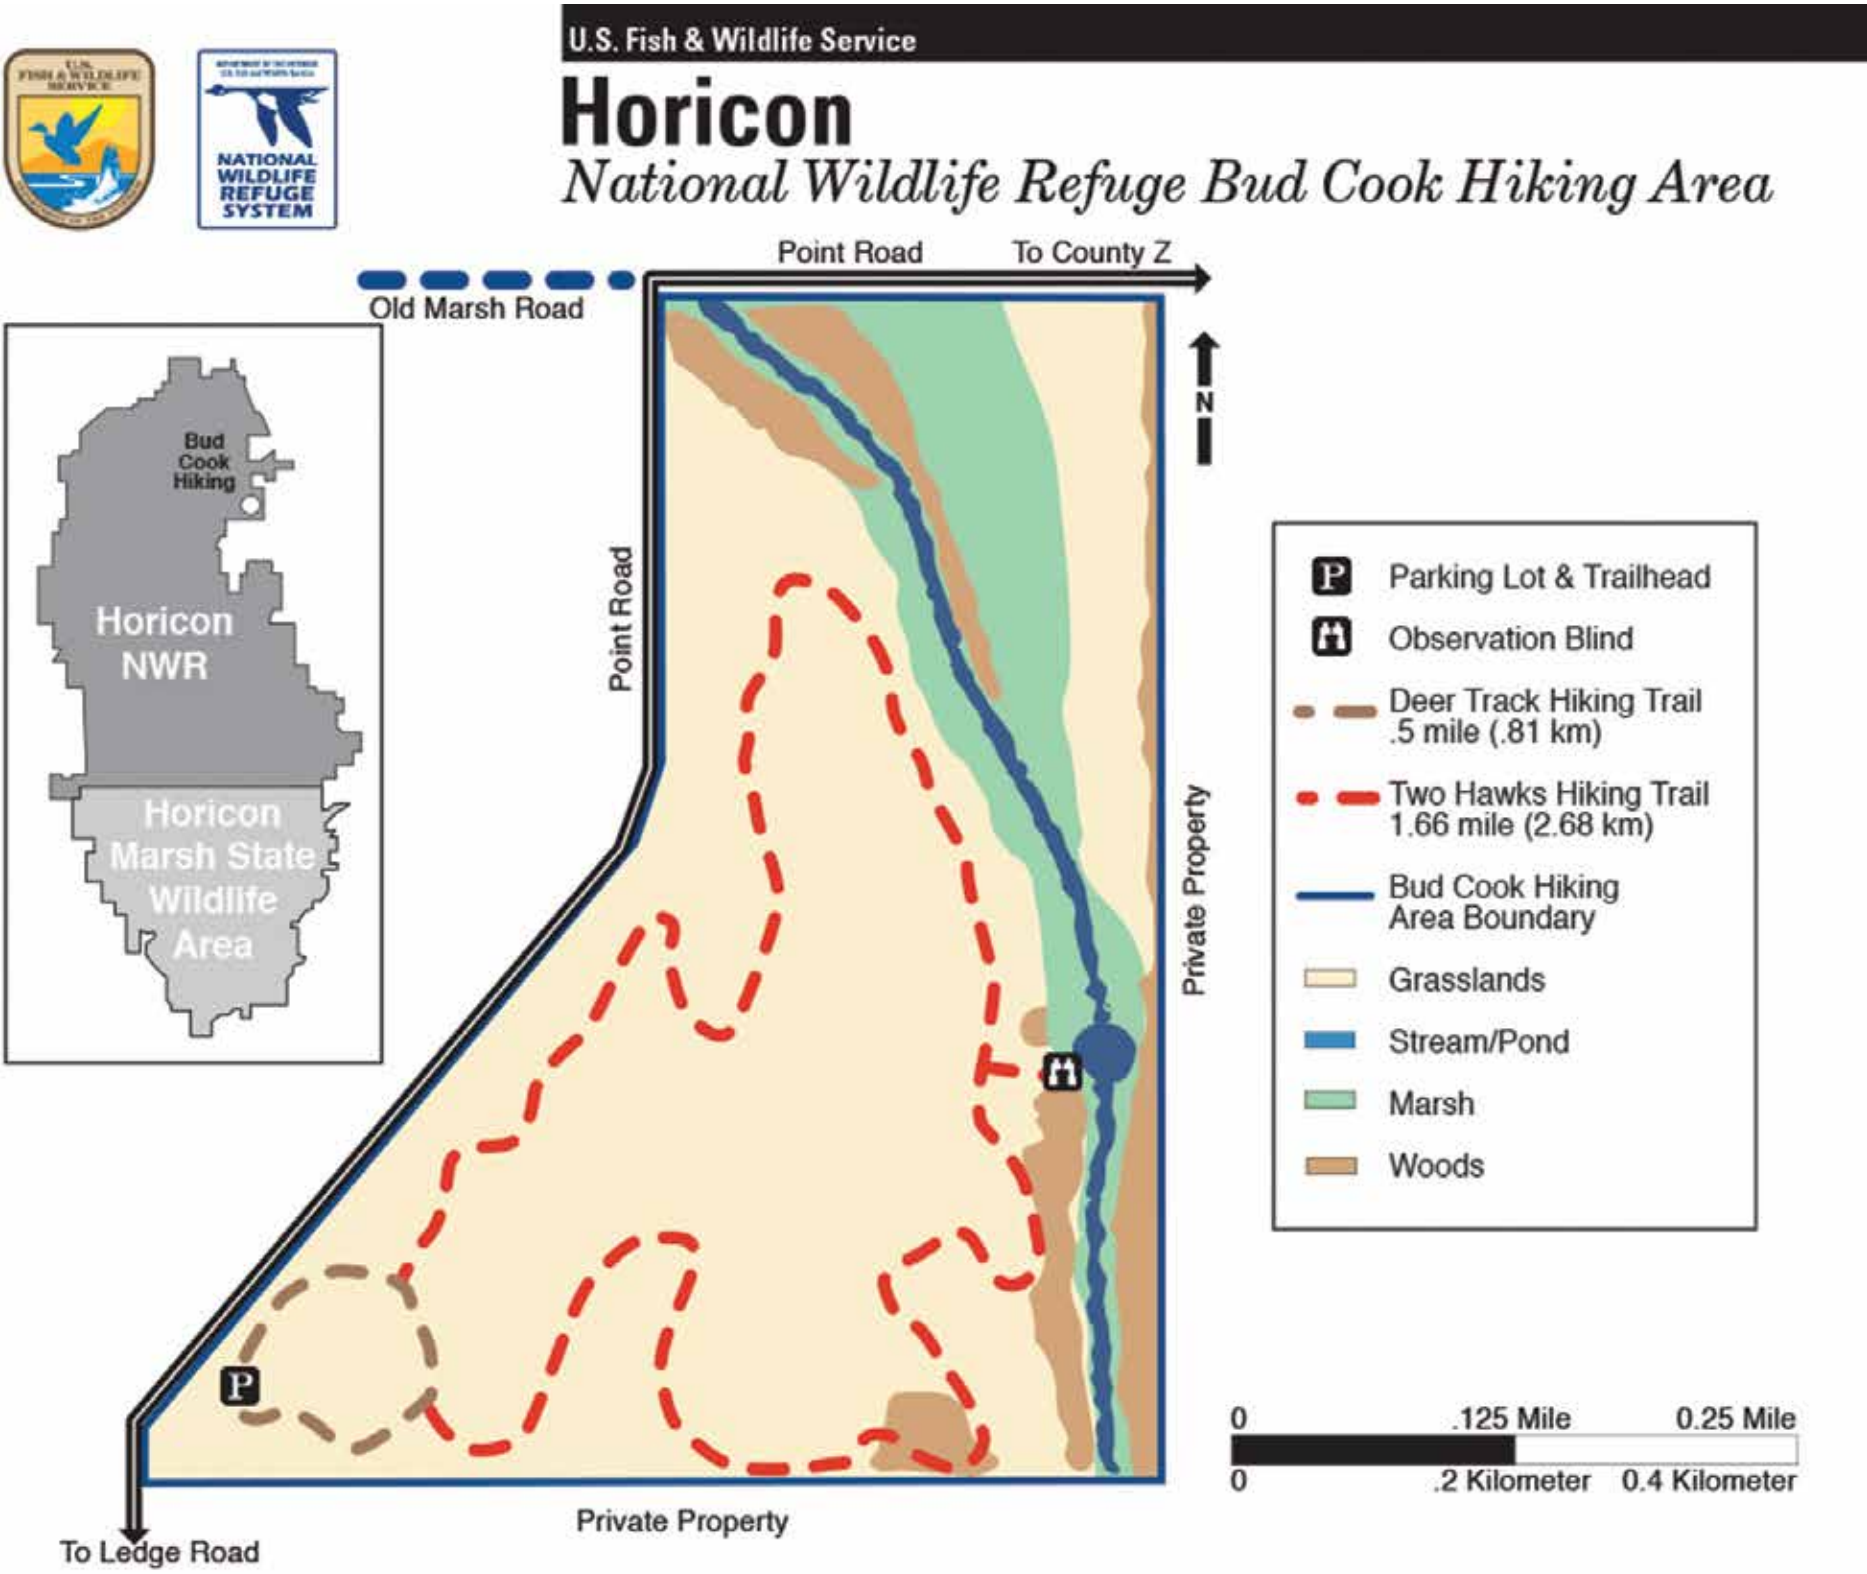 U.S. Fish & Wildlife Service
U.S.
FISH & WILDLIFE
SERVICE
NATIONAL
WILDLIFE
REFUGE
SYSTEM
Horicon
National Wildlife Refuge Bud Cook Hiking Area
Point Road
To County Z
Old Marsh Road
N
Bud
Cook
Hiking
Horicon
NWR
Horicon
Marsh State
Wildlife
Area
Point Road
Private Property
P
P
Parking Lot & Trailhead
Observation Blind
Deer Track Hiking Trail
.5 mile (.81 km)
Two Hawks Hiking Trail
1.66 mile (2.68 km)
Bud Cook Hiking
Area Boundary
Grasslands
Stream/Pond
Marsh
Woods
0 .125 Mile 0.25 Mile
0 .2 Kilometer 0.4 Kilometer
Private Property
To Ledge Road